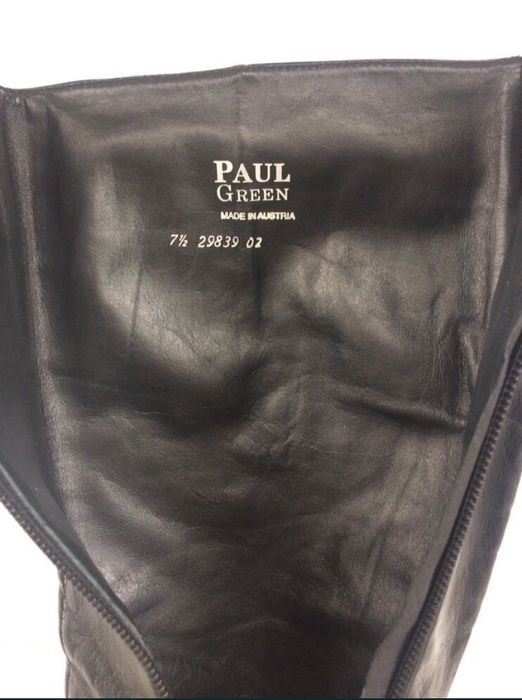 PAUL
GREEN
MADE IN AUSTRIA
7½ 29839 02